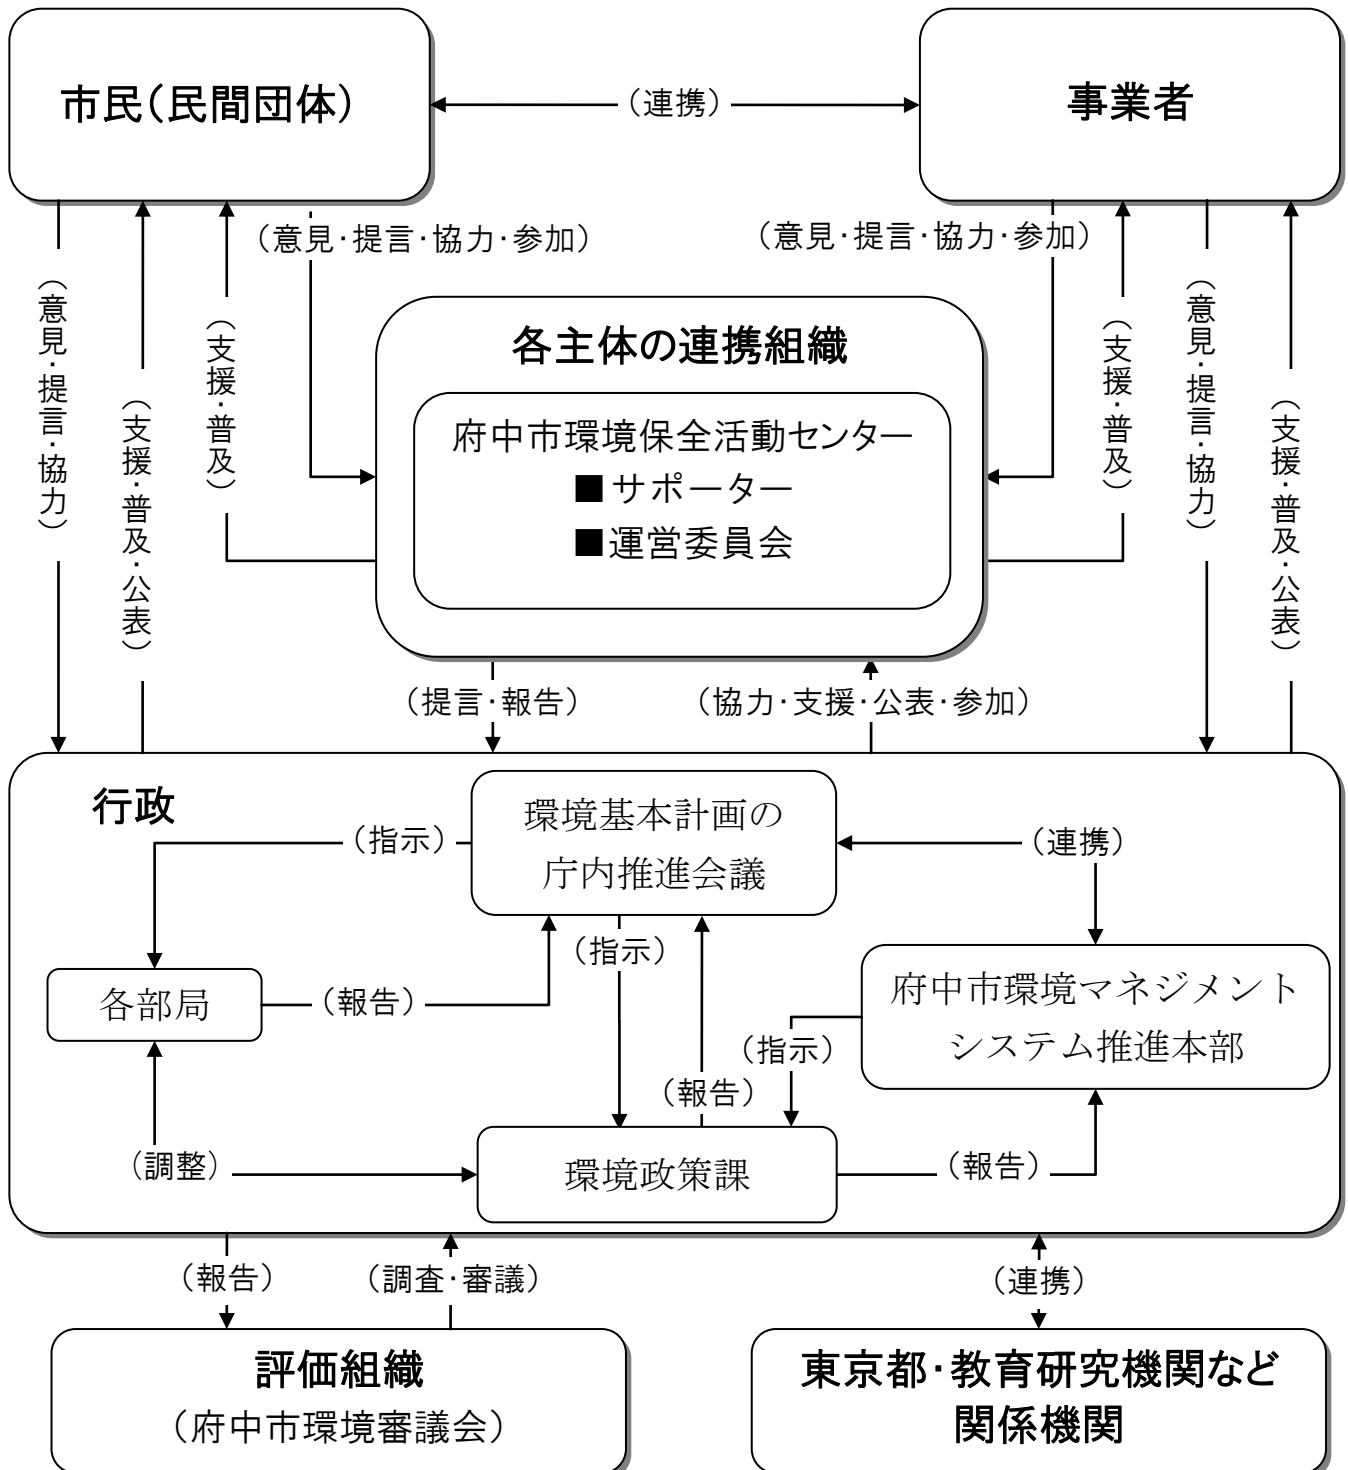 市民(民間団体)
(連携)
事業者
(意見・提言・協力・参加)
(意見・提言・協力・参加)
(意見・提言・協力)
(支援・普及・公表)
(支援・普及)
各主体の連携組織
府中市環境保全活動センター
■サポーター
■運営委員会
(支援・普及)
(意見・提言・協力)
(支援・普及・公表)
(提言・報告)
(協力・支援・公表・参加)
行政
環境基本計画の
庁内推進会議
(指示)
(連携)
(指示)
各部局
(報告)
府中市環境マネジメント
システム推進本部
(指示)
(報告)
(調整)
環境政策課
(報告)
(報告)
(調査・審議)
(連携)
評価組織
(府中市環境審議会)
東京都・教育研究機関など
関係機関